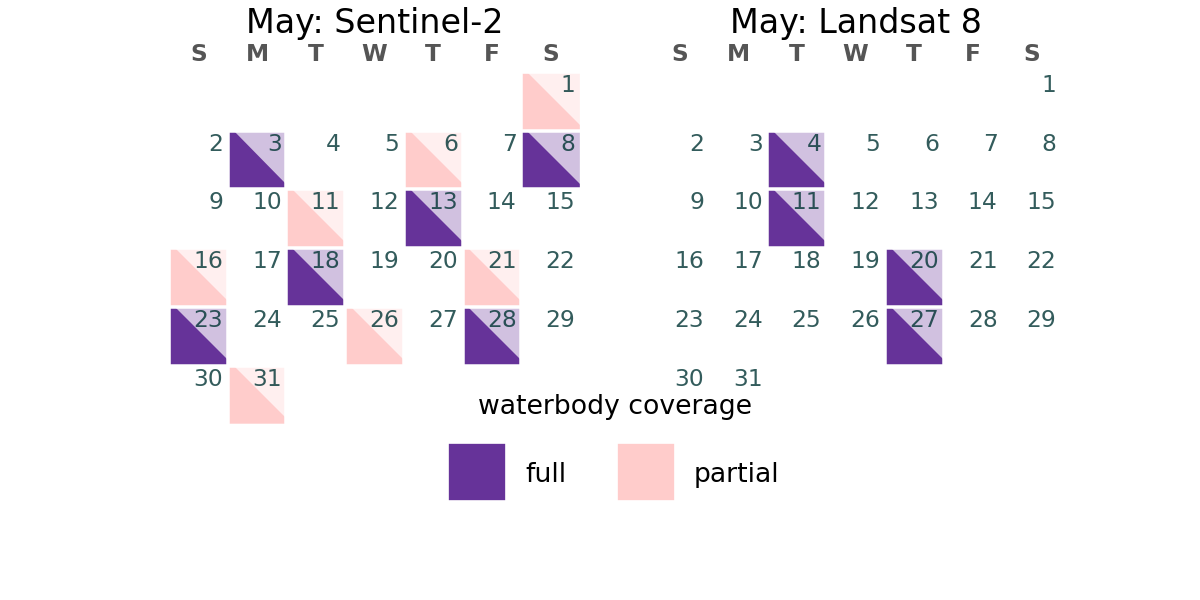 May: Sentinel-2
S M T W T F S
1
2 3 4 5 6 7 8
9 10 11 12 13 14 15
16 17 18 19 20 21 22
23 24 25 26 27 28 29
30 31
May: Landsat 8
S M T W T F S
1
2 3 4 5 6 7 8
9 10 11 12 13 14 15
16 17 18 19 20 21 22
23 24 25 26 27 28 29
30 31
waterbody coverage
full partial